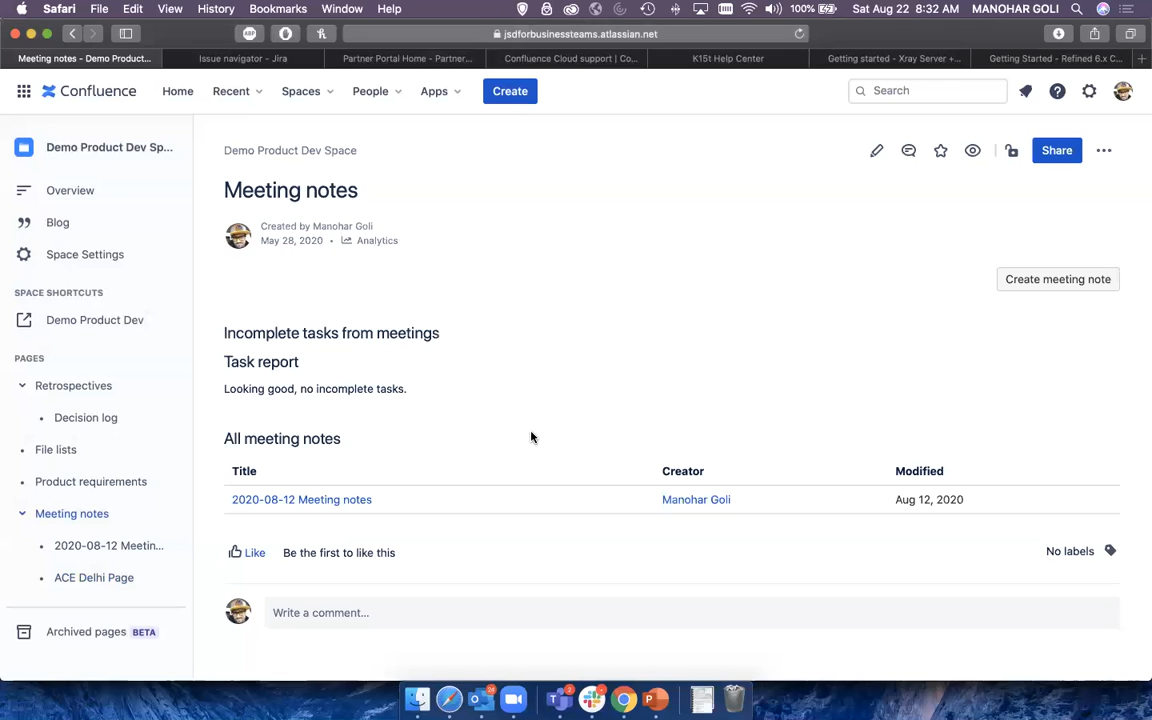 Safari File Edit View History Bookmarks Window Help 100% Sat Aug 22 8:32 AM MANOHAR GOLI
ABP jsdforbusinessteams.atlassian.net
Meeting notes - Demo Product... Issue navigator - Jira Partner Portal Home - Partner... Confluence Cloud support | Co... K15t Help Center Getting started - Xray Server +... Getting Started - Refined 6.x C...
Confluence Home Recent Spaces People Apps Create Search
Demo Product Dev Sp...
Overview
Blog
Space Settings
SPACE SHORTCUTS
Demo Product Dev
PAGES
Retrospectives
Decision log
File lists
Product requirements
Meeting notes
2020-08-12 Meetin...
ACE Delhi Page
Archived pages BETA
Demo Product Dev Space
Share
Meeting notes
Created by Manohar Goli
May 28, 2020 • Analytics
Create meeting note
Incomplete tasks from meetings
Task report
Looking good, no incomplete tasks.
All meeting notes
Title Creator Modified
2020-08-12 Meeting notes Manohar Goli Aug 12, 2020
Like Be the first to like this No labels
Write a comment...